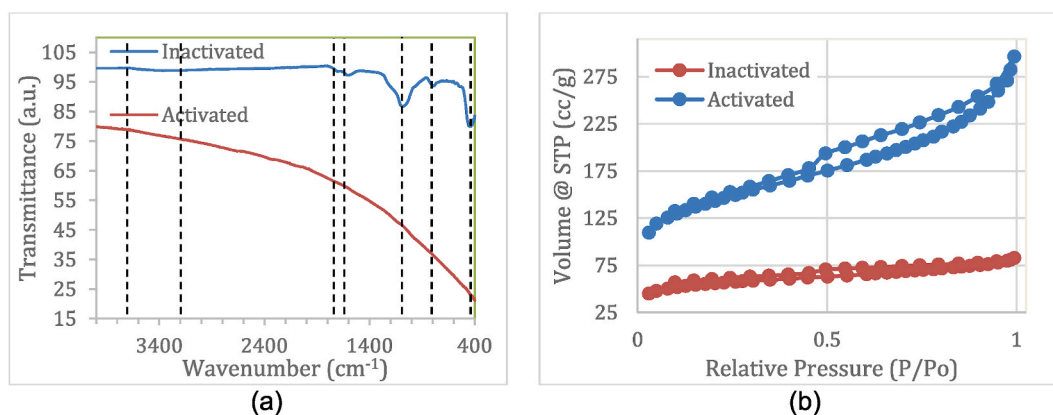 105
95
85
75
65
55
45
35
25
15
Transmittance (a.u.)
Inactivated
Activated
3400
2400
1400
400
Wavenumber (cm⁻¹)
(a)
275
225
175
125
75
25
Volume @ STP (cc/g)
Inactivated
Activated
0
0.5
1
Relative Pressure (P/Po)
(b)